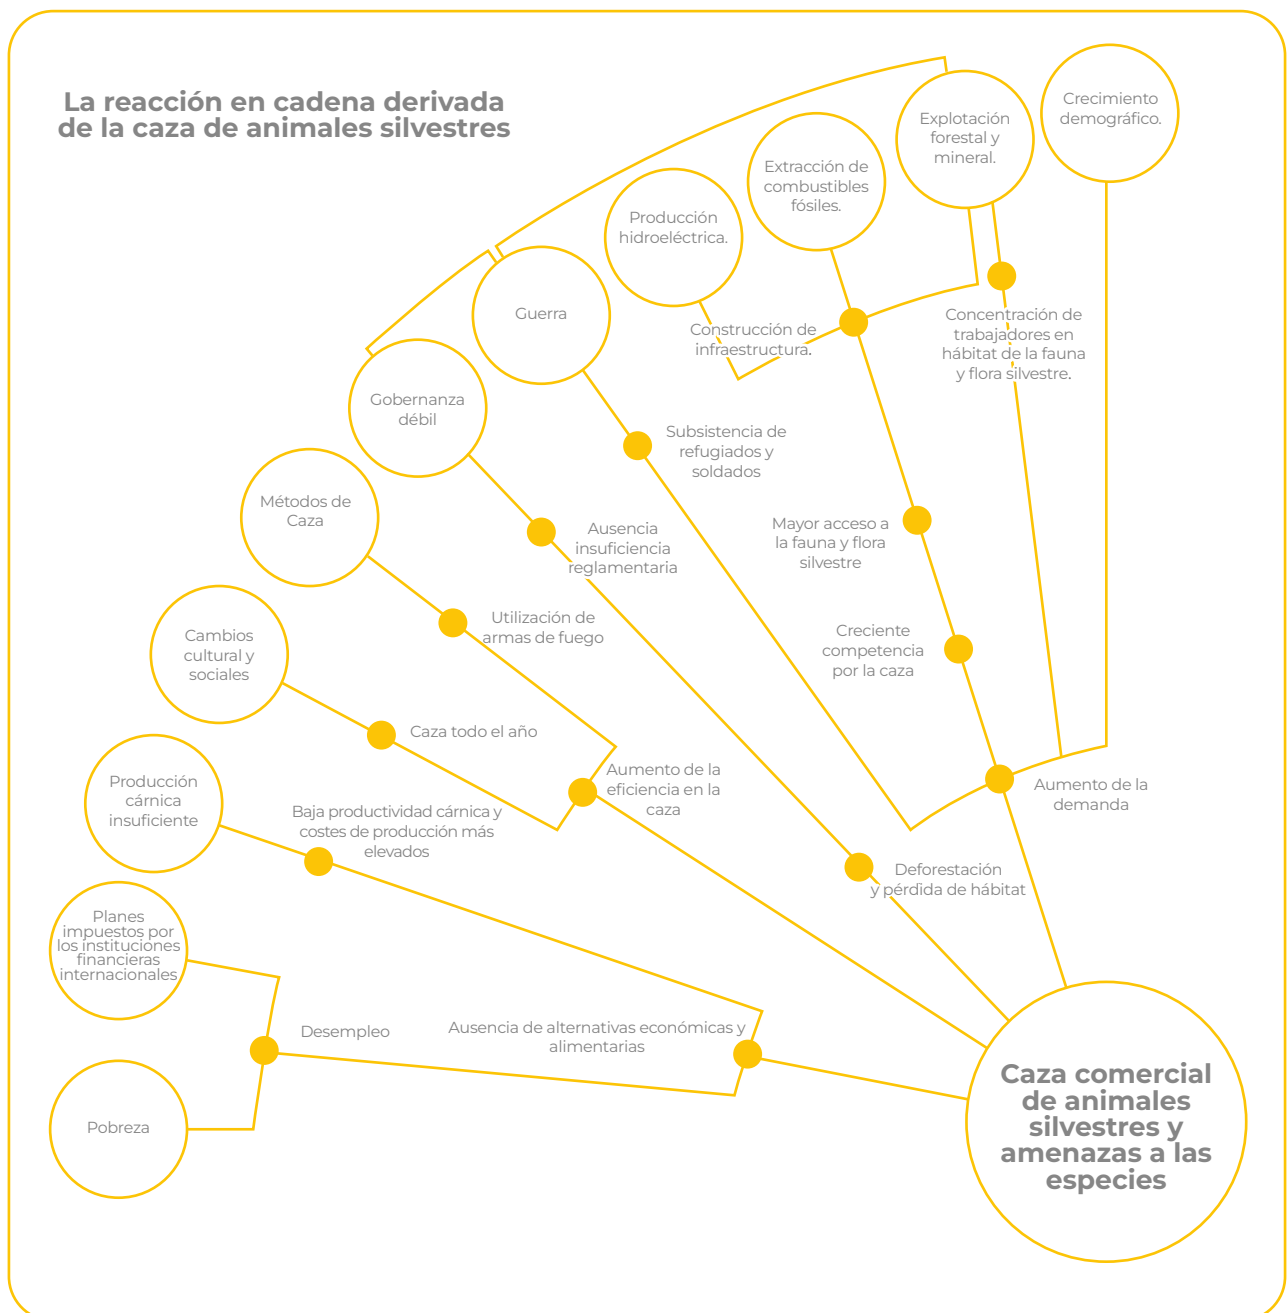 La reacción en cadena derivada
de la caza de animales silvestres
Crecimiento
demográfico.
Explotación
forestal y
mineral.
Extracción de
combustibles
fósiles.
Producción
hidroeléctrica.
Guerra
Gobernanza
débil
Métodos de
Caza
Cambios
cultural y
sociales
Producción
cárnica
insuficiente
Planes
impuestos por
los instituciones
financieras
internacionales
Pobreza
Construcción de
infraestructura.
Concentración de
trabajadores en
hábitat de la fauna
y flora silvestre.
Subsistencia de
refugiados y
soldados
Ausencia
insuficiencia
reglamentaria
Mayor acceso a
la fauna y flora
silvestre
Utilización de
armas de fuego
Creciente
competencia
por la caza
Caza todo el año
Aumento de la
eficiencia en la
caza
Aumento de la
demanda
Baja productividad cárnica y
costes de producción más
elevados
Deforestación
y pérdida de hábitat
Desempleo
Ausencia de alternativas económicas y
alimentarias
Caza comercial
de animales
silvestres y
amenazas a las
especies